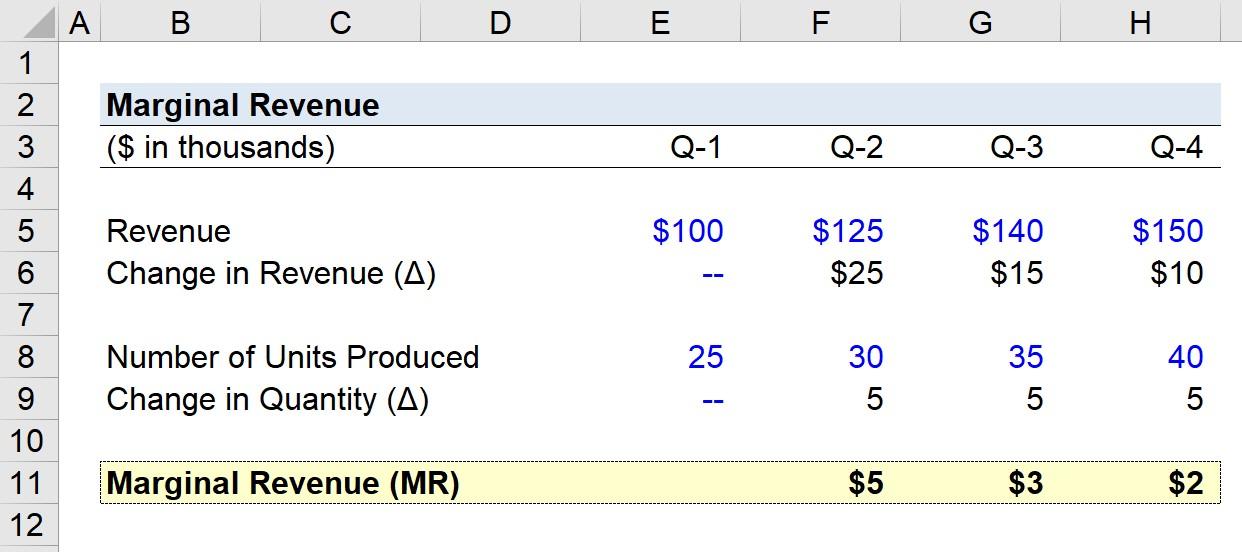 A B C D E F G H
1
2 Marginal Revenue
3 ($ in thousands) Q-1 Q-2 Q-3 Q-4
4
5 Revenue $100 $125 $140 $150
6 Change in Revenue (Δ) -- $25 $15 $10
7
8 Number of Units Produced 25 30 35 40
9 Change in Quantity (Δ) -- 5 5 5
10
11 Marginal Revenue (MR) $5 $3 $2
12